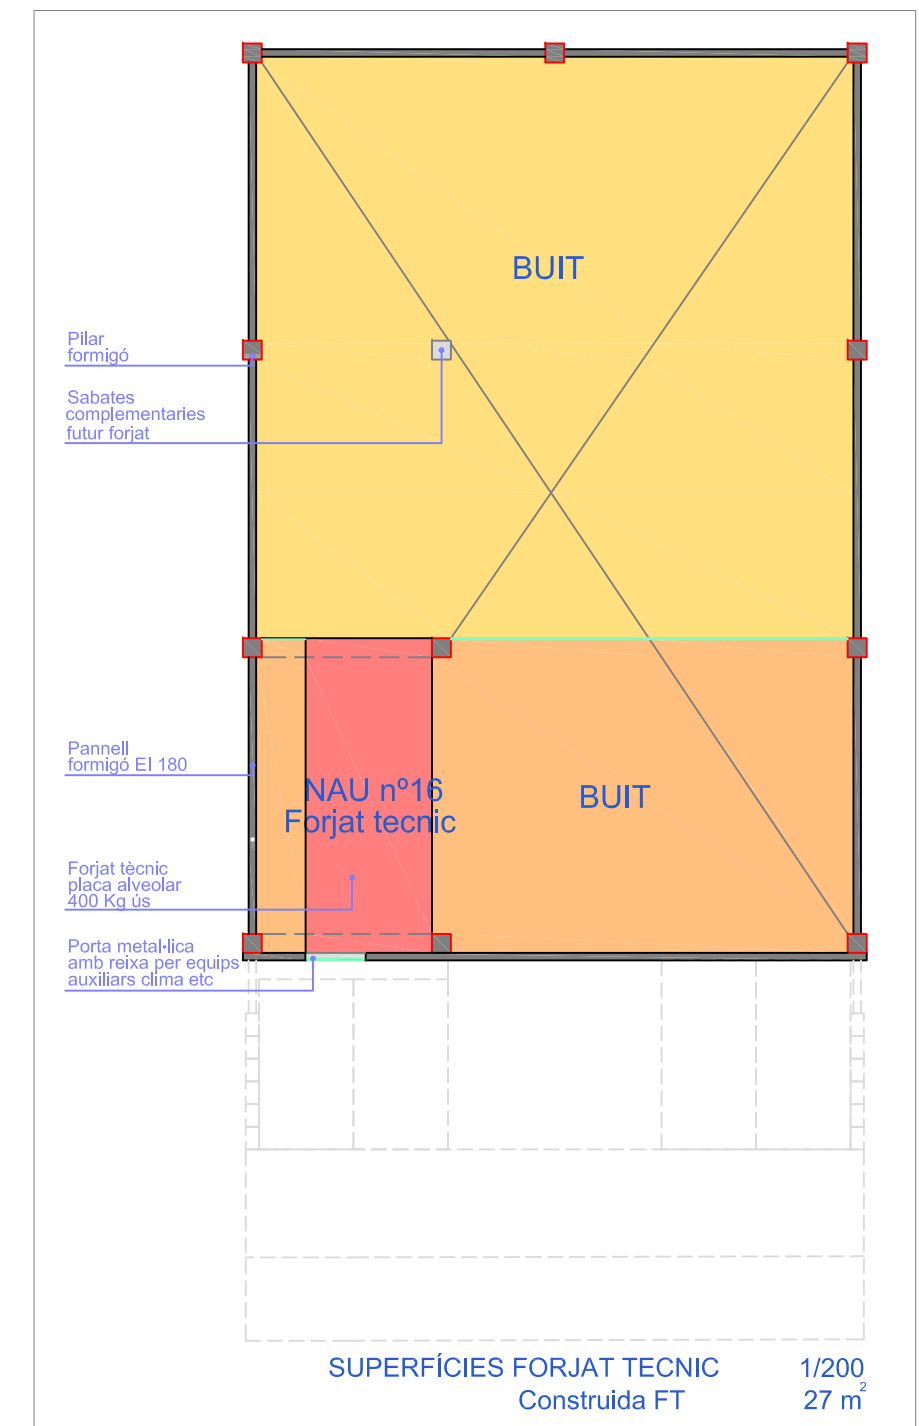 BUIT
Pilar
formigó
Sabates
complementaries
futur forjat
Pannell
formigó EI 180
NAU nº16
Forjat tecnic
BUIT
Forjat tècnic
placa alveolar
400 Kg ús
Porta metal·lica
amb reixa per equips
auxiliars clima etc
SUPERFÍCIES FORJAT TECNIC 1/200
Construida FT 27 m²